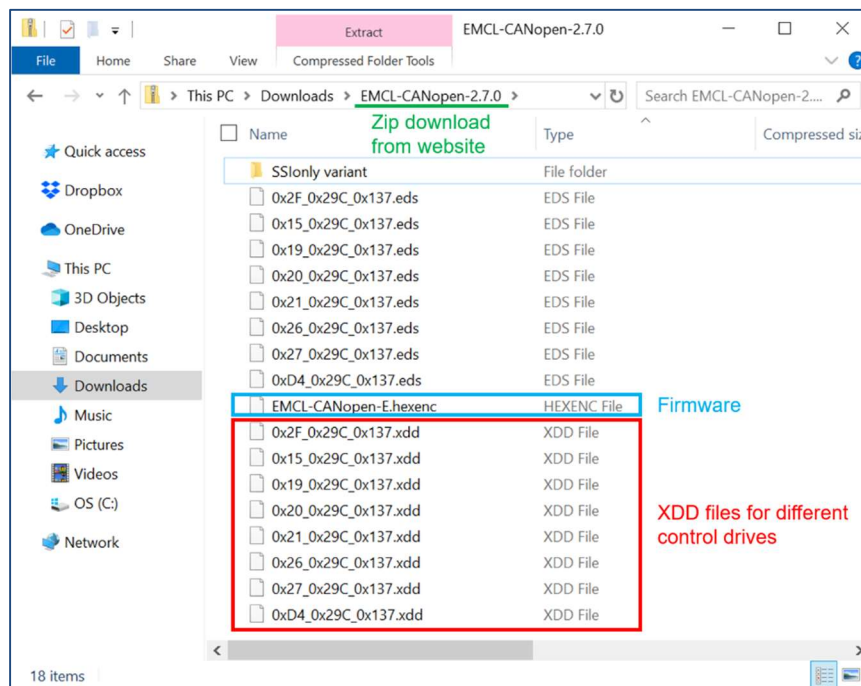 Extract
EMCL-CANopen-2.7.0
File
Home
Share
View
Compressed Folder Tools
This PC > Downloads > EMCL-CANopen-2.7.0 >
Search EMCL-CANopen-2....
Zip download
from website
Quick access
Dropbox
OneDrive
This PC
3D Objects
Desktop
Documents
Downloads
Music
Pictures
Videos
OS (C:)
Network
Name Type Compressed siz
SSIonly variant File folder
0x2F_0x29C_0x137.eds EDS File
0x15_0x29C_0x137.eds EDS File
0x19_0x29C_0x137.eds EDS File
0x20_0x29C_0x137.eds EDS File
0x21_0x29C_0x137.eds EDS File
0x26_0x29C_0x137.eds EDS File
0x27_0x29C_0x137.eds EDS File
0xD4_0x29C_0x137.eds EDS File
EMCL-CANopen-E.hexenc HEXENC File
Firmware
0x2F_0x29C_0x137.xdd XDD File
0x15_0x29C_0x137.xdd XDD File
0x19_0x29C_0x137.xdd XDD File
0x20_0x29C_0x137.xdd XDD File
0x21_0x29C_0x137.xdd XDD File
0x26_0x29C_0x137.xdd XDD File
0x27_0x29C_0x137.xdd XDD File
0xD4_0x29C_0x137.xdd XDD File
XDD files for different
control drives
18 items